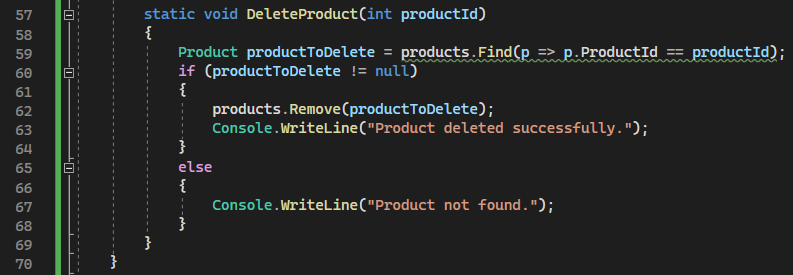 57 static void DeleteProduct(int productId)
58 {
59 Product productToDelete = products.Find(p => p.ProductId == productId);
60 if (productToDelete != null)
61 {
62 products.Remove(productToDelete);
63 Console.WriteLine("Product deleted successfully.");
64 }
65 else
66 {
67 Console.WriteLine("Product not found.");
68 }
69 }
70 }